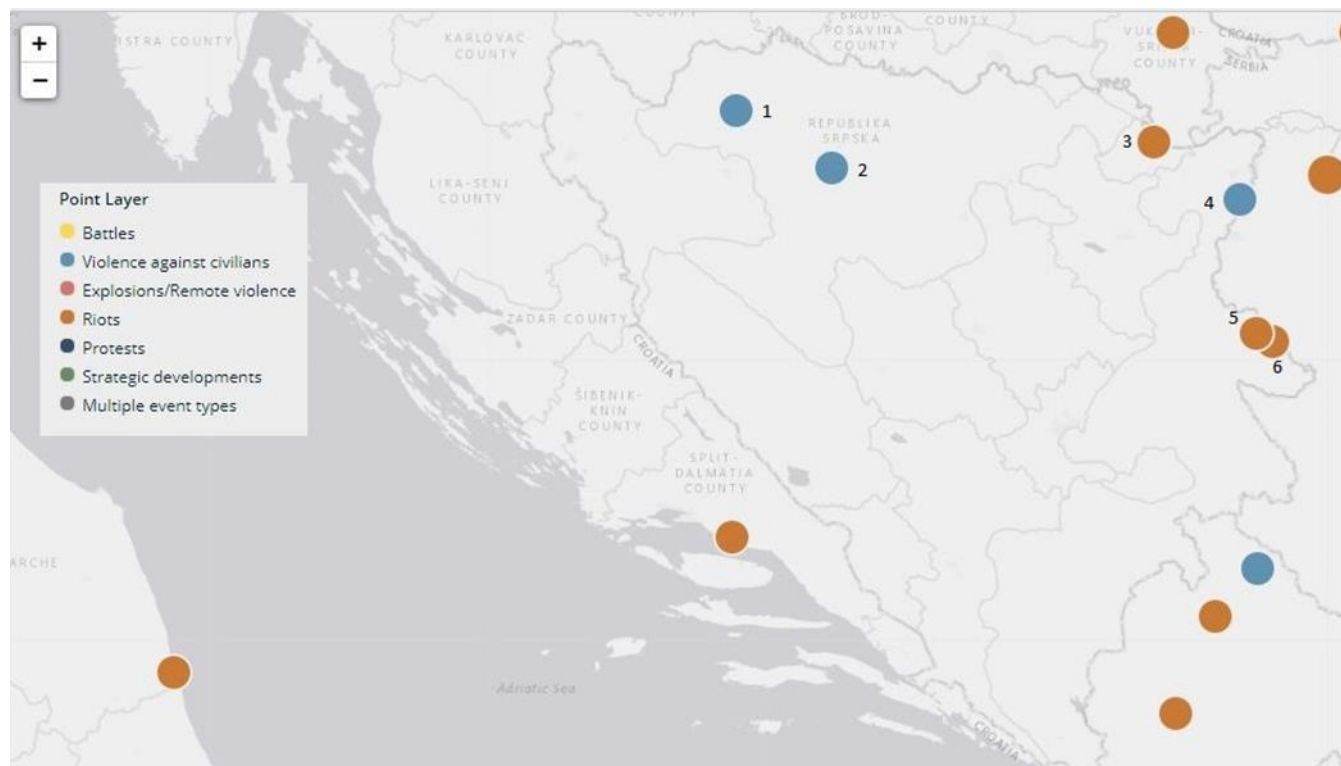 +
−
ISTRA COUNTY
COUNTY
KARLOVAC
COUNTY
BROD-
POSAVINA
COUNTY
COUNTY
COUNTY
CROATIA
SERBIA
1
REPUBLIKA
SRPSKA
2
3
4
LIKA-SENJ
COUNTY
Point Layer
Battles
Violence against civilians
Explosions/Remote violence
Riots
Protests
Strategic developments
Multiple event types
ZADAR COUNTY
CROATIA
5
6
ŠIBENIK-
KNIN
COUNTY
SPLIT-
DALMATIA
COUNTY
ARCHE
Adriatic Sea
CROATIA